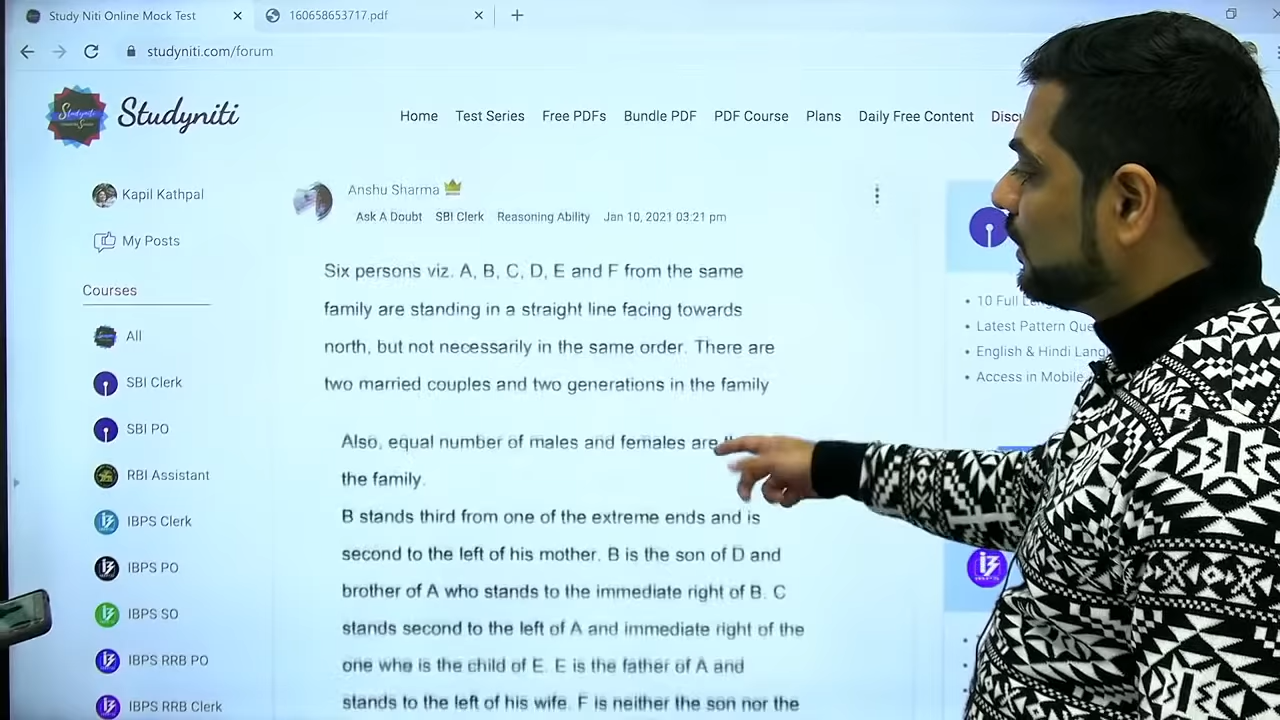 Study Niti Online Mock Test
160658653717.pdf
studyniti.com/forum
Studyniti
Studyniti
Home Test Series Free PDFs Bundle PDF PDF Course Plans Daily Free Content
Kapil Kathpal
My Posts
Courses
All
SBI Clerk
SBI PO
RBI Assistant
IBPS Clerk
IBPS PO
IBPS SO
IBPS RRB PO
IBPS RRB Clerk
Anshu Sharma
Ask A Doubt SBI Clerk Reasoning Ability Jan 10, 2021 03:21 pm
Six persons viz. A, B, C, D, E and F from the same
family are standing in a straight line facing towards
north, but not necessarily in the same order. There are
two married couples and two generations in the family
Also, equal number of males and females are
the family.
B stands third from one of the extreme ends and is
second to the left of his mother. B is the son of D and
brother of A who stands to the immediate right of B. C
stands second to the left of A and immediate right of the
one who is the child of E. E is the father of A and
stands to the left of his wife. F is neither the son nor the
10 Full
Latest Pattern
English & Hindi
Access in Mobile